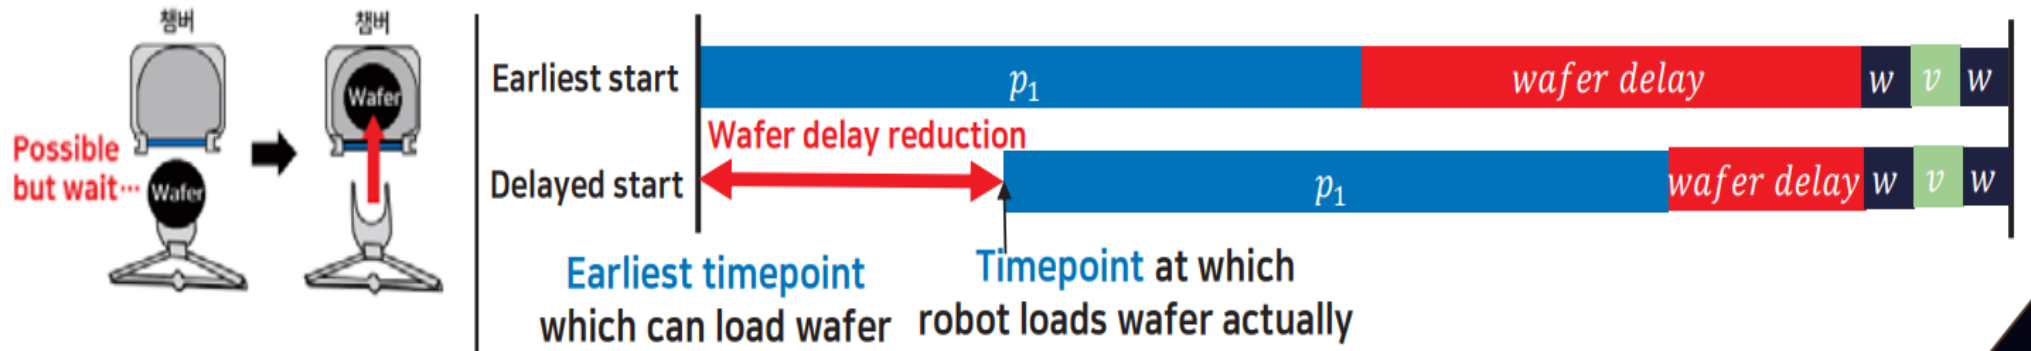 챔버
챔버
Wafer
Possible
but wait···
Wafer
Earliest start
p₁
wafer delay
w
v
w
Wafer delay reduction
Delayed start
p₁
wafer delay
w
v
w
Earliest timepoint
which can load wafer
Timepoint at which
robot loads wafer actually